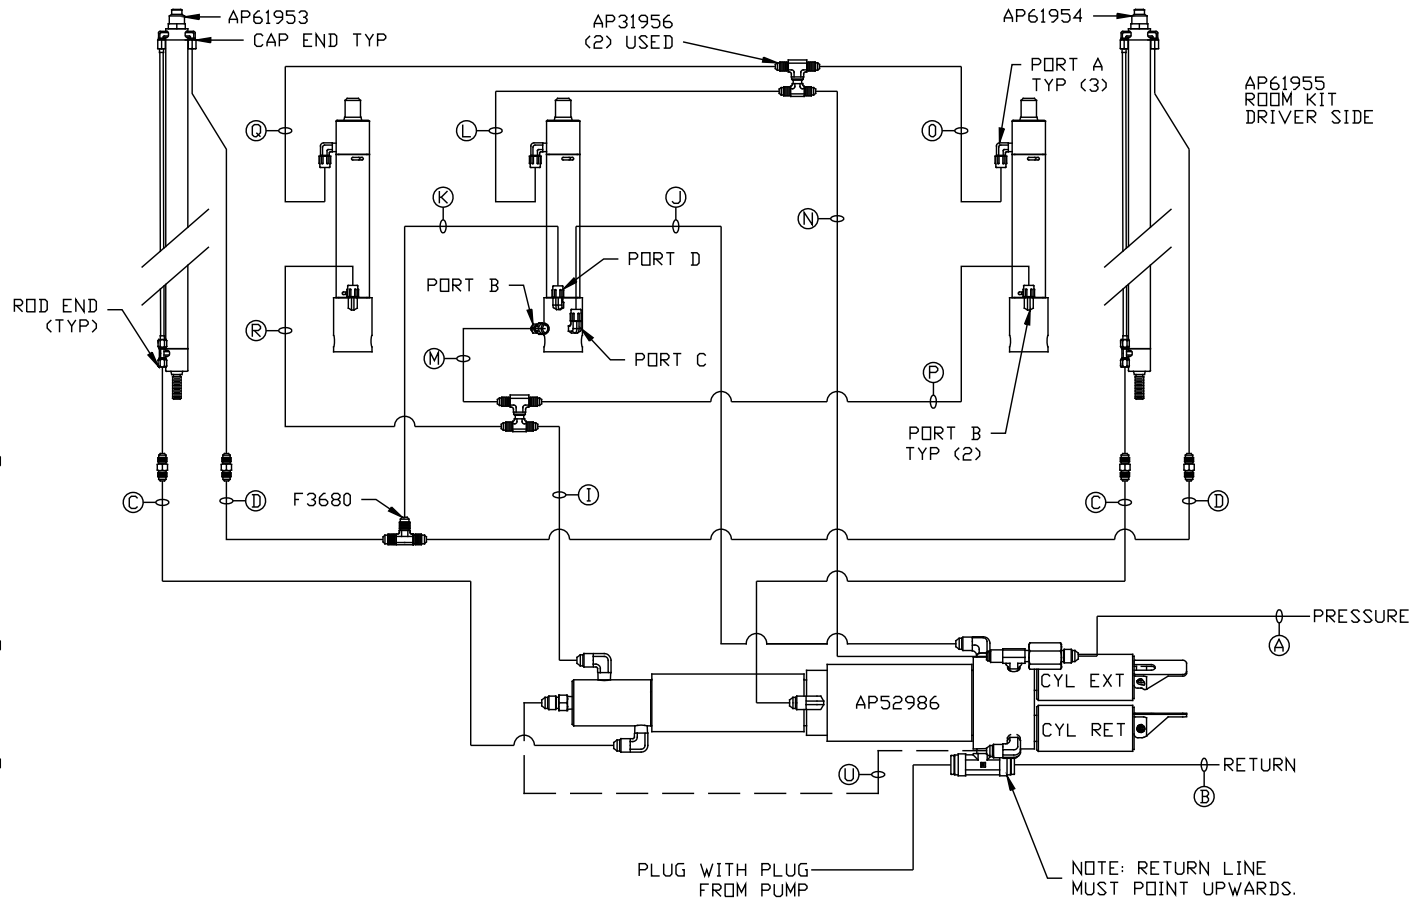 AP61953
CAP END TYP
AP31956
(2) USED
AP61954
PORT A
TYP (3)
AP61955
ROOM KIT
DRIVER SIDE
Q
L
O
K
J
N
PORT D
PORT B
ROD END
(TYP)
R
M
PORT C
P
PORT B
TYP (2)
C
D
F3680
I
C
D
PRESSURE
A
CYL EXT
AP52986
CYL RET
U
RETURN
B
PLUG WITH PLUG
FROM PUMP
NOTE: RETURN LINE
MUST POINT UPWARDS.